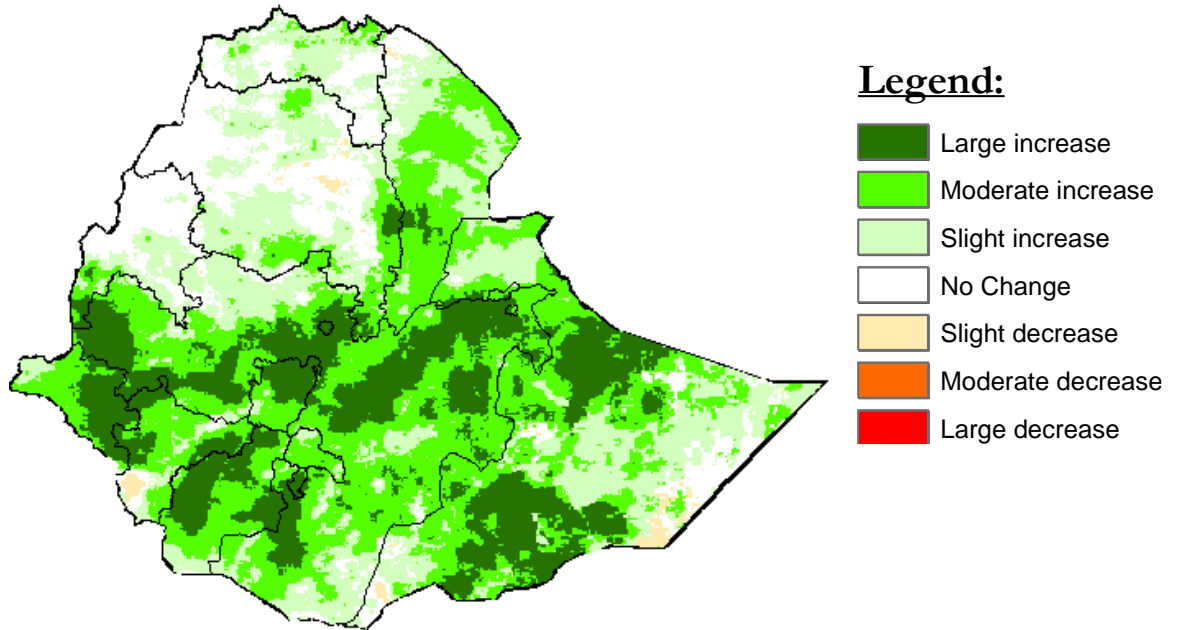 Legend:
Large increase
Moderate increase
Slight increase
No Change
Slight decrease
Moderate decrease
Large decrease